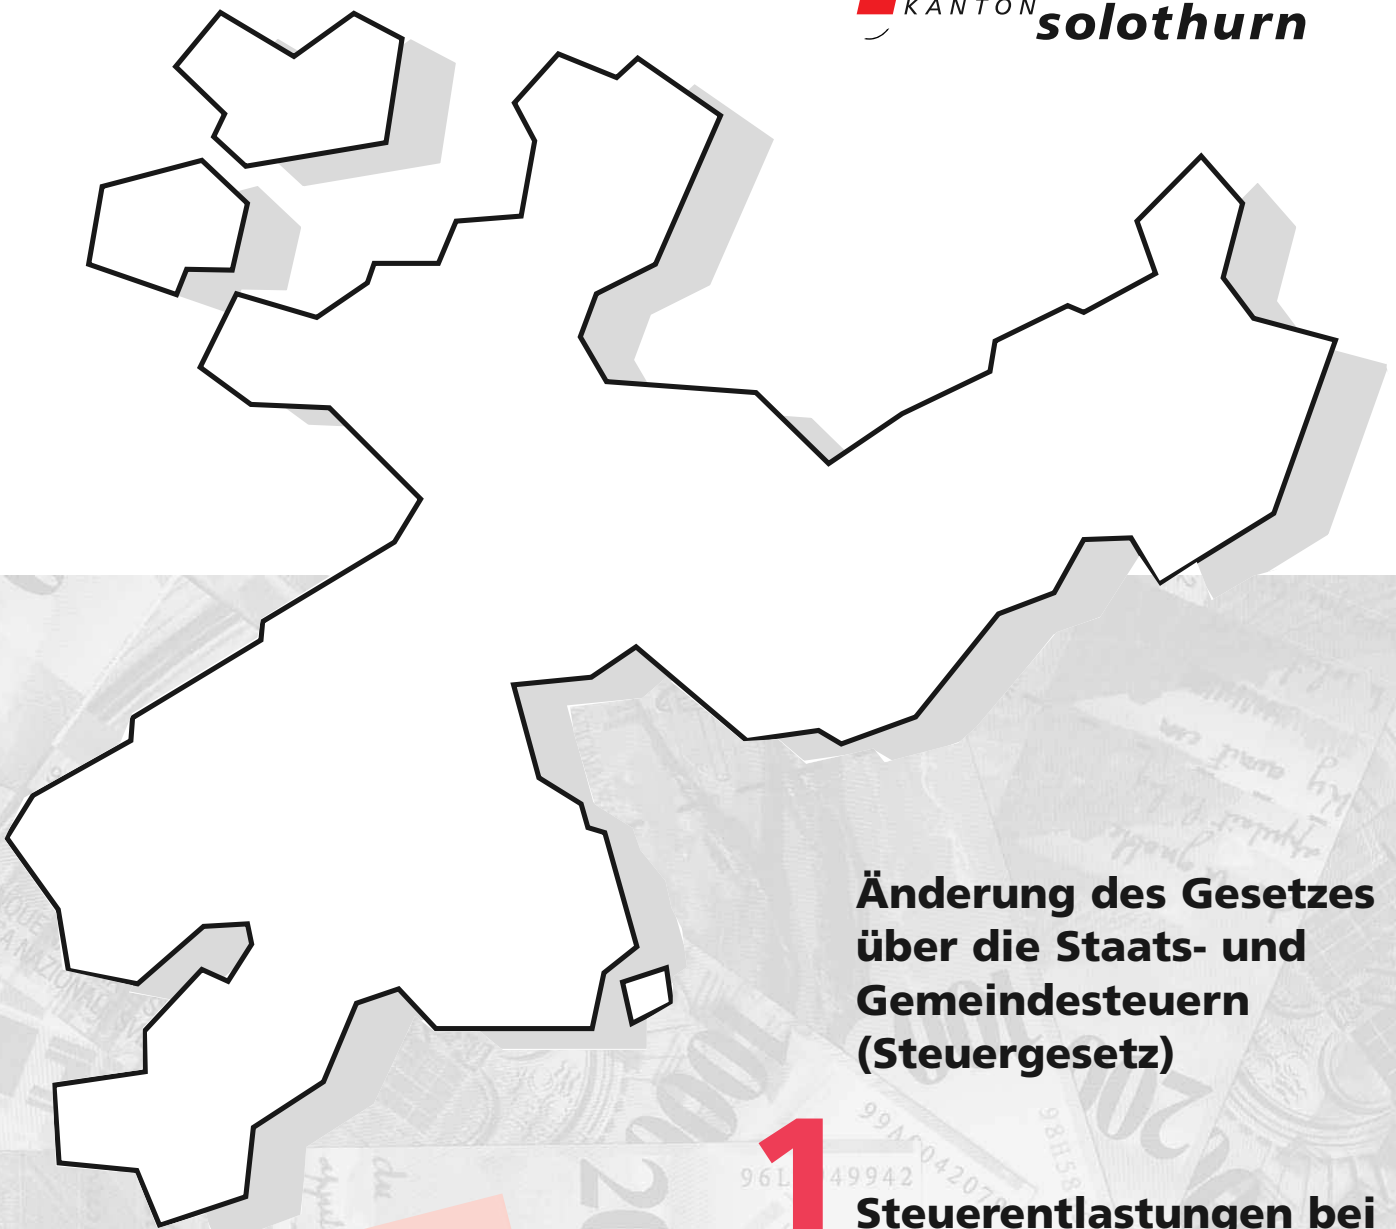 KANTON solothurn
Änderung des Gesetzes
über die Staats- und
Gemeindesteuern
(Steuergesetz)
1
Steuerentlastungen bei